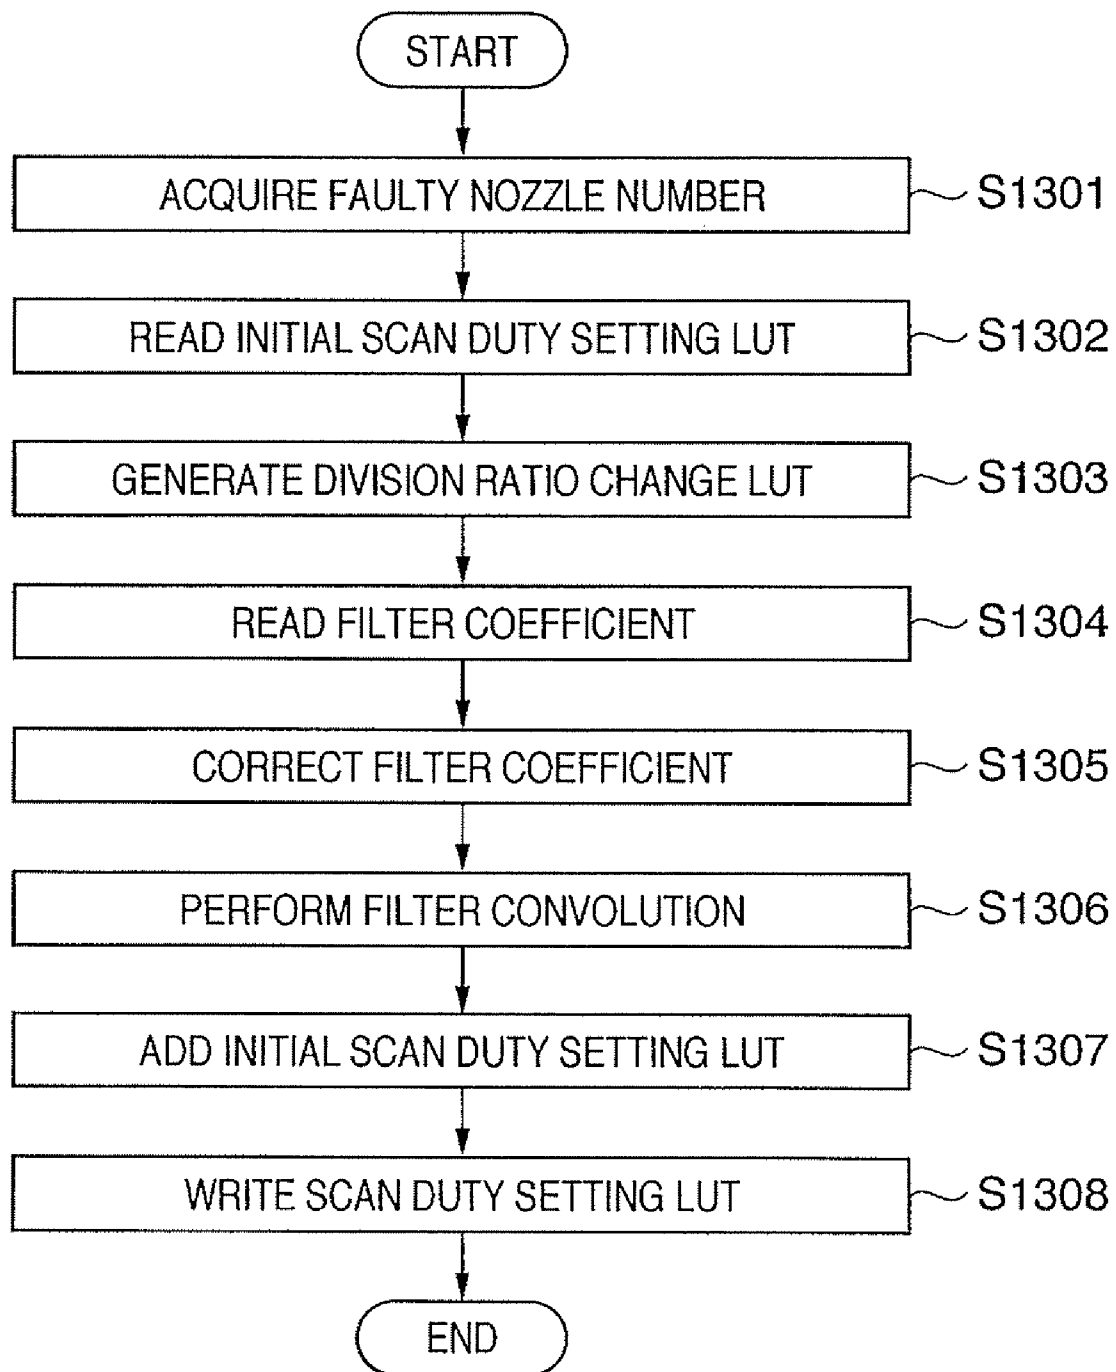 START
ACQUIRE FAULTY NOZZLE NUMBER S1301
READ INITIAL SCAN DUTY SETTING LUT S1302
GENERATE DIVISION RATIO CHANGE LUT S1303
READ FILTER COEFFICIENT S1304
CORRECT FILTER COEFFICIENT S1305
PERFORM FILTER CONVOLUTION S1306
ADD INITIAL SCAN DUTY SETTING LUT S1307
WRITE SCAN DUTY SETTING LUT S1308
END